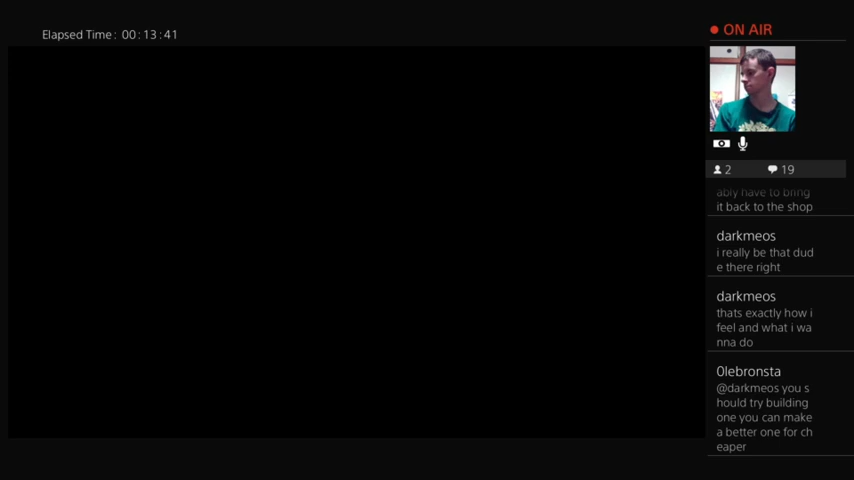 Elapsed Time: 00:13:41
ON AIR
2 19
ably have to bring
it back to the shop
darkmeos
i really be that dud
e there right
darkmeos
thats exactly how i
feel and what i wa
nna do
0lebronsta
@darkmeos you s
hould try building
one you can make
a better one for ch
eaper